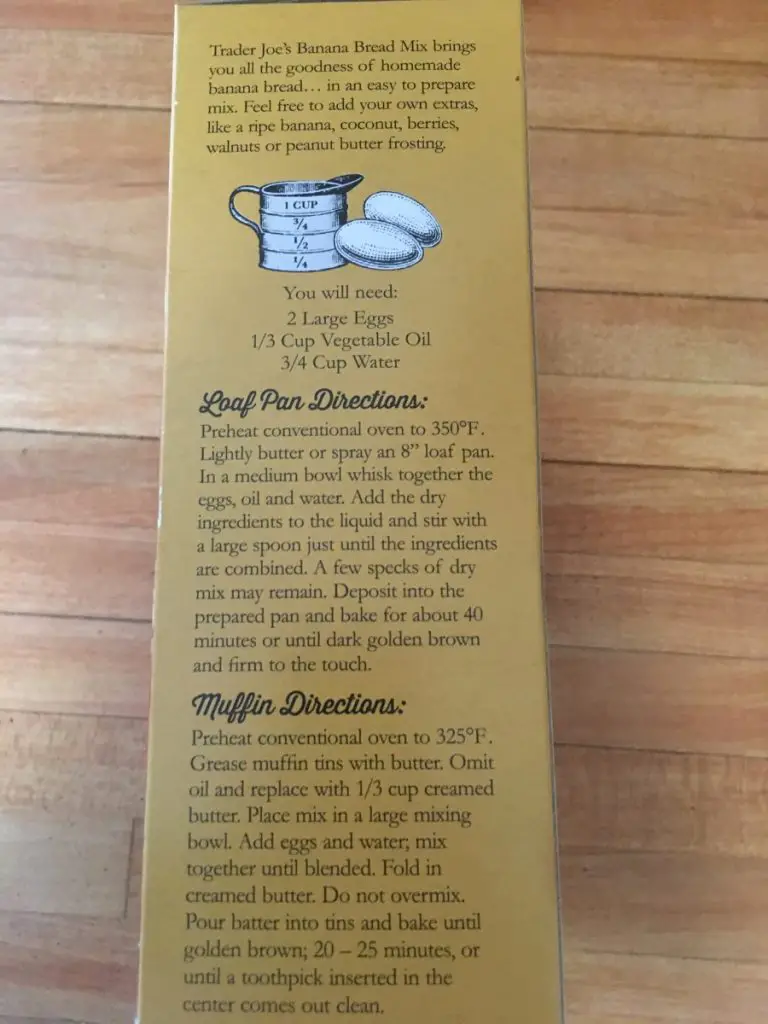 Trader Joe's Banana Bread Mix brings
you all the goodness of homemade
banana bread… in an easy to prepare
mix. Feel free to add your own extras,
like a ripe banana, coconut, berries,
walnuts or peanut butter frosting.
1 CUP
3/4
1/2
1/4
You will need:
2 Large Eggs
1/3 Cup Vegetable Oil
3/4 Cup Water
Loaf Pan Directions:
Preheat conventional oven to 350°F.
Lightly butter or spray an 8” loaf pan.
In a medium bowl whisk together the
eggs, oil and water. Add the dry
ingredients to the liquid and stir with
a large spoon just until the ingredients
are combined. A few specks of dry
mix may remain. Deposit into the
prepared pan and bake for about 40
minutes or until dark golden brown
and firm to the touch.
Muffin Directions:
Preheat conventional oven to 325°F.
Grease muffin tins with butter. Omit
oil and replace with 1/3 cup creamed
butter. Place mix in a large mixing
bowl. Add eggs and water; mix
together until blended. Fold in
creamed butter. Do not overmix.
Pour batter into tins and bake until
golden brown; 20 – 25 minutes, or
until a toothpick inserted in the
center comes out clean.